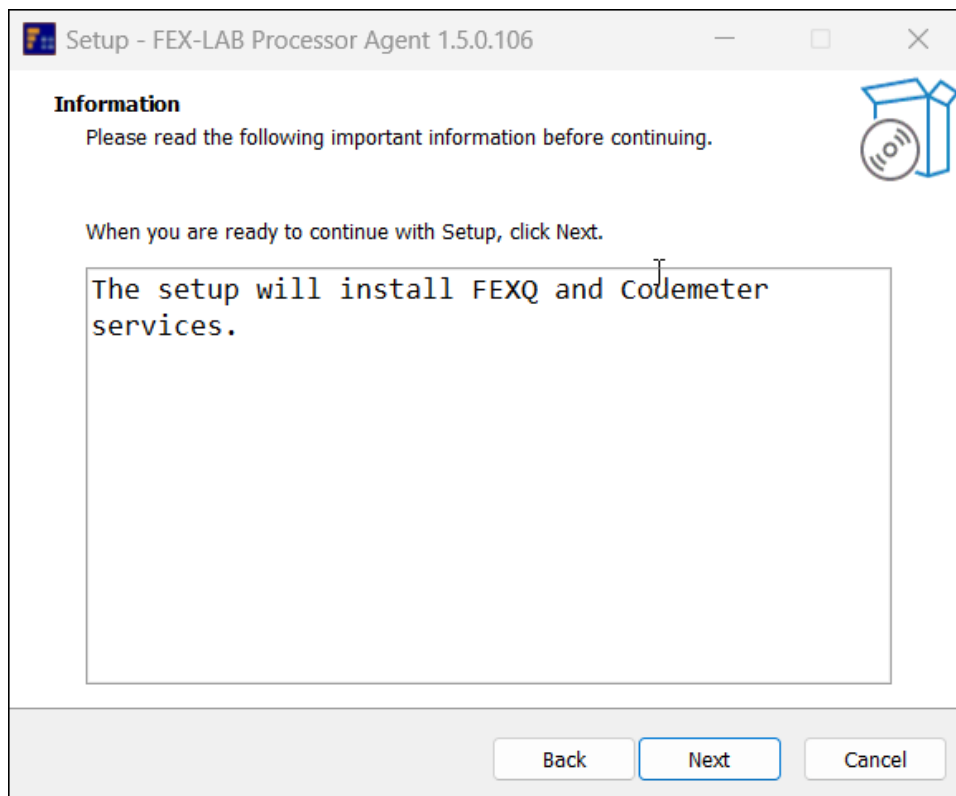 Setup - FEX-LAB Processor Agent 1.5.0.106
Information
Please read the following important information before continuing.
When you are ready to continue with Setup, click Next.
The setup will install FEXQ and Codemeter
services.
Back
Next
Cancel